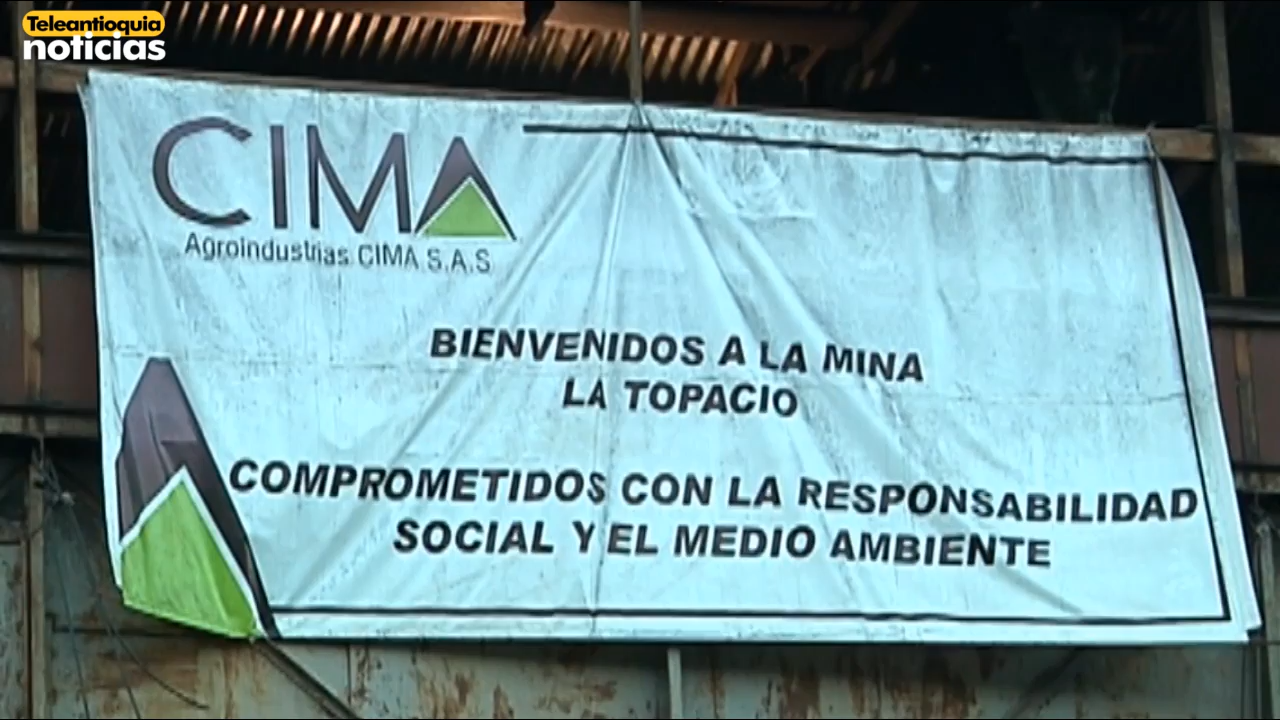 Teleantioquia
noticias
CIMA
Agroindustrias CIMA S.A.S
BIENVENIDOS A LA MINA
LA TOPACIO
COMPROMETIDOS CON LA RESPONSABILIDAD
SOCIAL Y EL MEDIO AMBIENTE